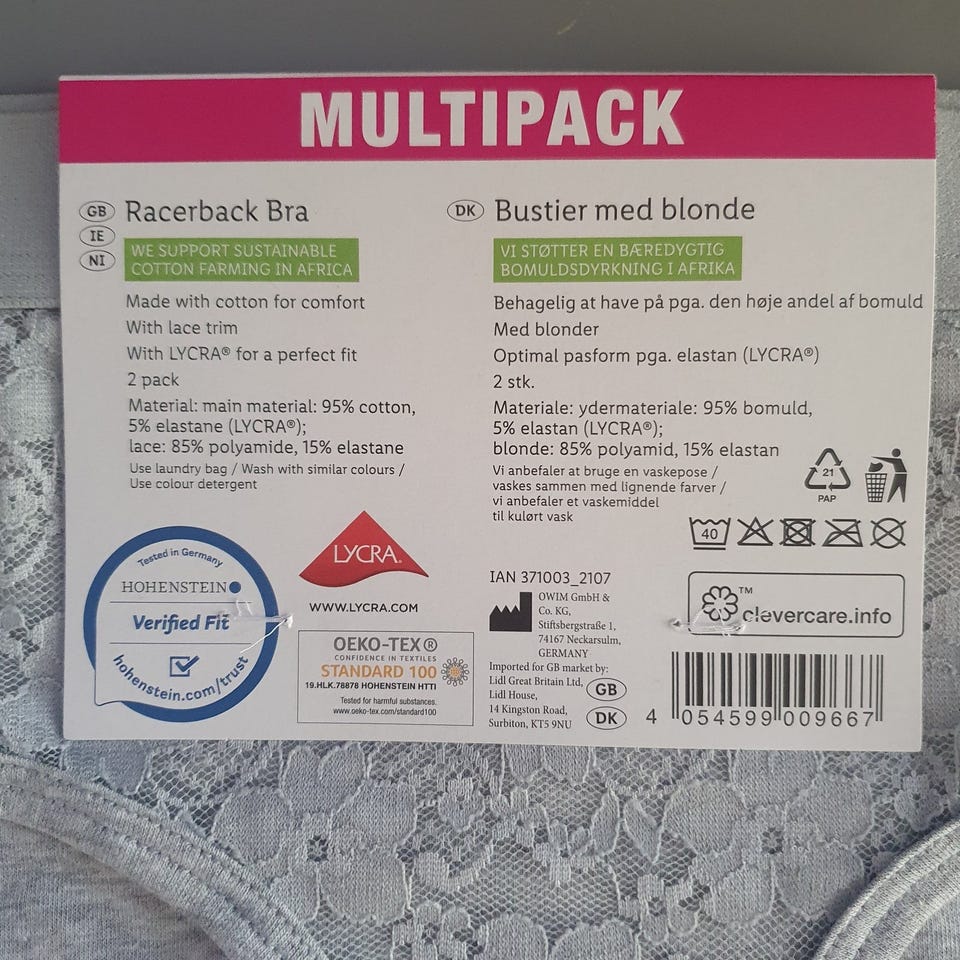 MULTIPACK
GB
IE
NI
Racerback Bra
WE SUPPORT SUSTAINABLE
COTTON FARMING IN AFRICA
Made with cotton for comfort
With lace trim
With LYCRA® for a perfect fit
2 pack
Material: main material: 95% cotton,
5% elastane (LYCRA®);
lace: 85% polyamide, 15% elastane
Use laundry bag / Wash with similar colours /
Use colour detergent
DK
Bustier med blonde
VI STØTTER EN BÆREDYGTIG
BOMULDSDYRKNING I AFRIKA
Behagelig at have på pga. den høje andel af bomuld
Med blonder
Optimal pasform pga. elastan (LYCRA®)
2 stk.
Materiale: ydermateriale: 95% bomuld,
5% elastan (LYCRA®);
blonde: 85% polyamid, 15% elastan
Vi anbefaler at bruge en vaskepose /
vaskes sammen med lignende farver /
vi anbefaler et vaskemiddel
til kulørt vask
21
PAP
40
Tested in Germany
HOHENSTEIN
Verified Fit
hohenstein.com/trust
LYCRA®
WWW.LYCRA.COM
OEKO-TEX®
CONFIDENCE IN TEXTILES
STANDARD 100
19.HLK.78878 HOHENSTEIN HTTI
Tested for harmful substances.
www.oeko-tex.com/standard100
IAN 371003_2107
OWIM GmbH &
Co. KG,
Stiftsbergstraße 1,
74167 Neckarsulm,
GERMANY
Imported for GB market by:
Lidl Great Britain Ltd,
Lidl House,
14 Kingston Road,
Surbiton, KT5 9NU
GB
DK
™
clevercare.info
4 054599 009667